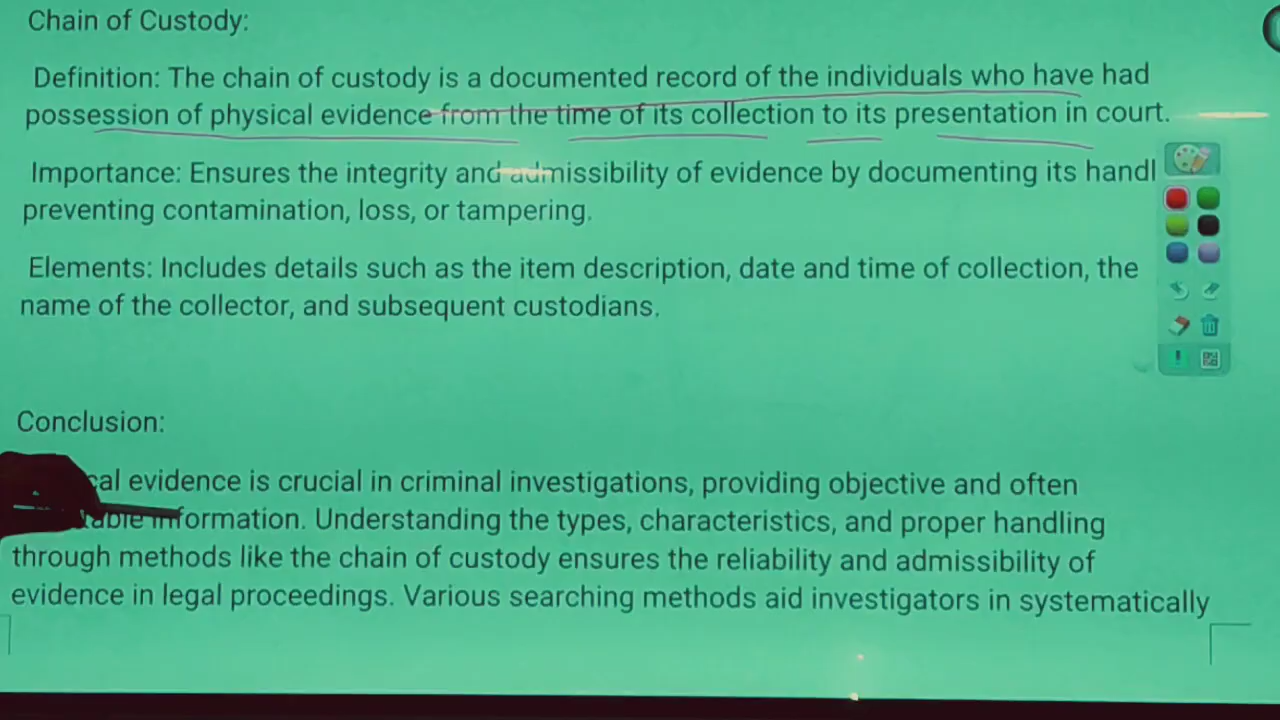 Chain of Custody:
Definition: The chain of custody is a documented record of the individuals who have had
possession of physical evidence from the time of its collection to its presentation in court.
Importance: Ensures the integrity and admissibility of evidence by documenting its handl
preventing contamination, loss, or tampering.
Elements: Includes details such as the item description, date and time of collection, the
name of the collector, and subsequent custodians.
Conclusion:
cal evidence is crucial in criminal investigations, providing objective and often
table information. Understanding the types, characteristics, and proper handling
through methods like the chain of custody ensures the reliability and admissibility of
evidence in legal proceedings. Various searching methods aid investigators in systematically